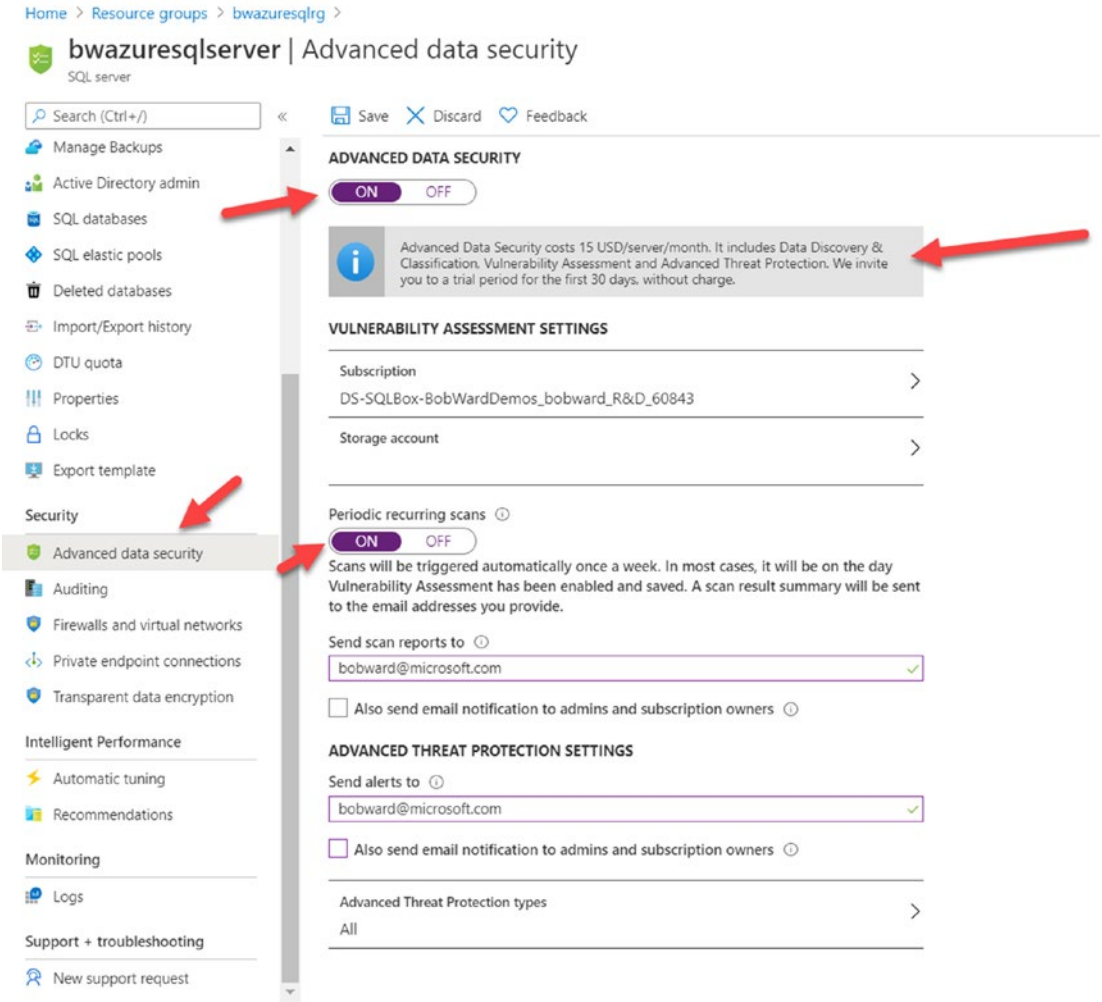 Home > Resource groups > bwazuresqlrg >
bwazuresqlserver | Advanced data security
SQL server
Search (Ctrl+/)
«
Manage Backups
Active Directory admin
SQL databases
SQL elastic pools
Deleted databases
Import/Export history
DTU quota
Properties
Locks
Export template
Security
Advanced data security
Auditing
Firewalls and virtual networks
Private endpoint connections
Transparent data encryption
Intelligent Performance
Automatic tuning
Recommendations
Monitoring
Logs
Support + troubleshooting
New support request
Save Discard Feedback
ADVANCED DATA SECURITY
ON OFF
Advanced Data Security costs 15 USD/server/month. It includes Data Discovery &
Classification, Vulnerability Assessment and Advanced Threat Protection. We invite
you to a trial period for the first 30 days, without charge.
VULNERABILITY ASSESSMENT SETTINGS
Subscription
DS-SQLBox-BobWardDemos_bobward_R&D_60843
Storage account
Periodic recurring scans
ON OFF
Scans will be triggered automatically once a week. In most cases, it will be on the day
Vulnerability Assessment has been enabled and saved. A scan result summary will be sent
to the email addresses you provide.
Send scan reports to
bobward@microsoft.com
Also send email notification to admins and subscription owners
ADVANCED THREAT PROTECTION SETTINGS
Send alerts to
bobward@microsoft.com
Also send email notification to admins and subscription owners
Advanced Threat Protection types
All